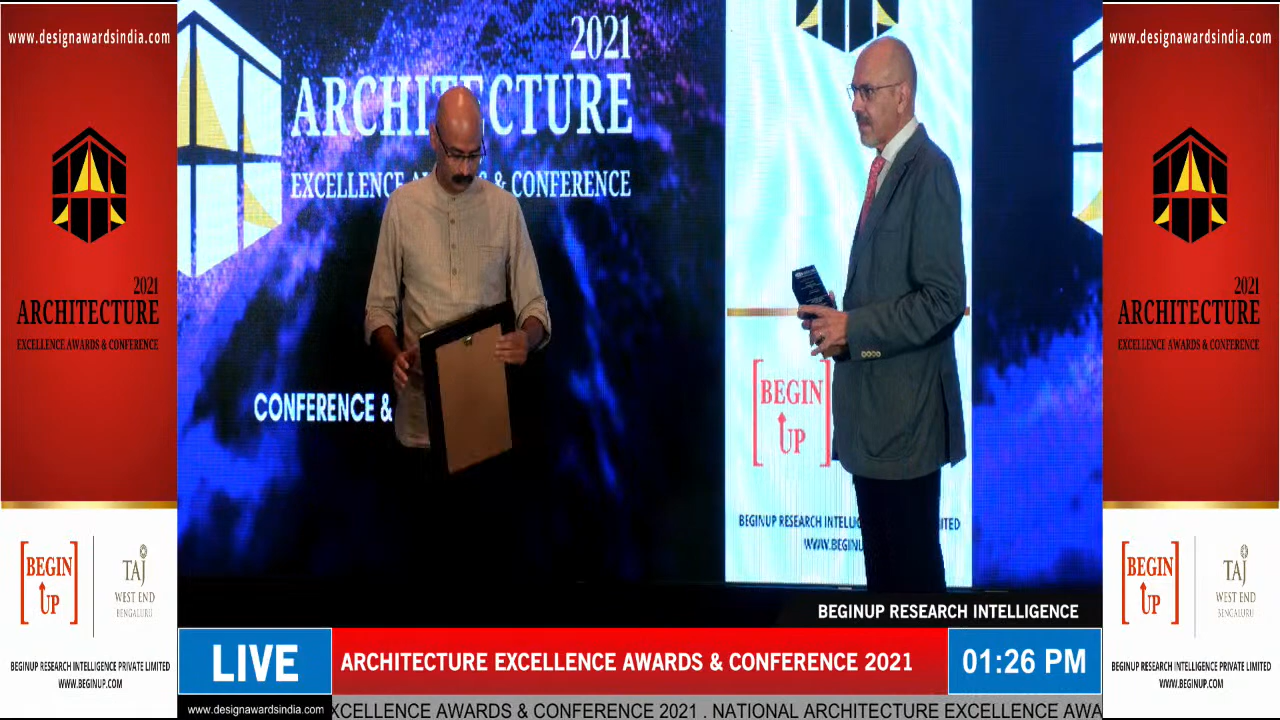 www.designawardsindia.com
2021
ARCHITECTURE
EXCELLENCE AWARDS & CONFERENCE
BEGIN
UP
TAJ
WEST END
BENGALURU
BEGINUP RESEARCH INTELLIGENCE PRIVATE LIMITED
WWW.BEGINUP.COM
2021
ARCHITECTURE
EXCELLENCE & CONFERENCE
CONFERENCE &
BEGIN
UP
BEGINUP RESEARCH
WWW.BEGINU
BEGINUP RESEARCH INTELLIGENCE
LIVE
ARCHITECTURE EXCELLENCE AWARDS & CONFERENCE 2021
01:26 PM
www.designawardsindia.com
XCELLENCE AWARDS & CONFERENCE 2021 . NATIONAL ARCHITECTURE EXCELLENCE AWA
www.designawardsindia.com
2021
ARCHITECTURE
EXCELLENCE AWARDS & CONFERENCE
BEGIN
UP
TAJ
WEST END
BENGALURU
BEGINUP RESEARCH INTELLIGENCE PRIVATE LIMITED
WWW.BEGINUP.COM